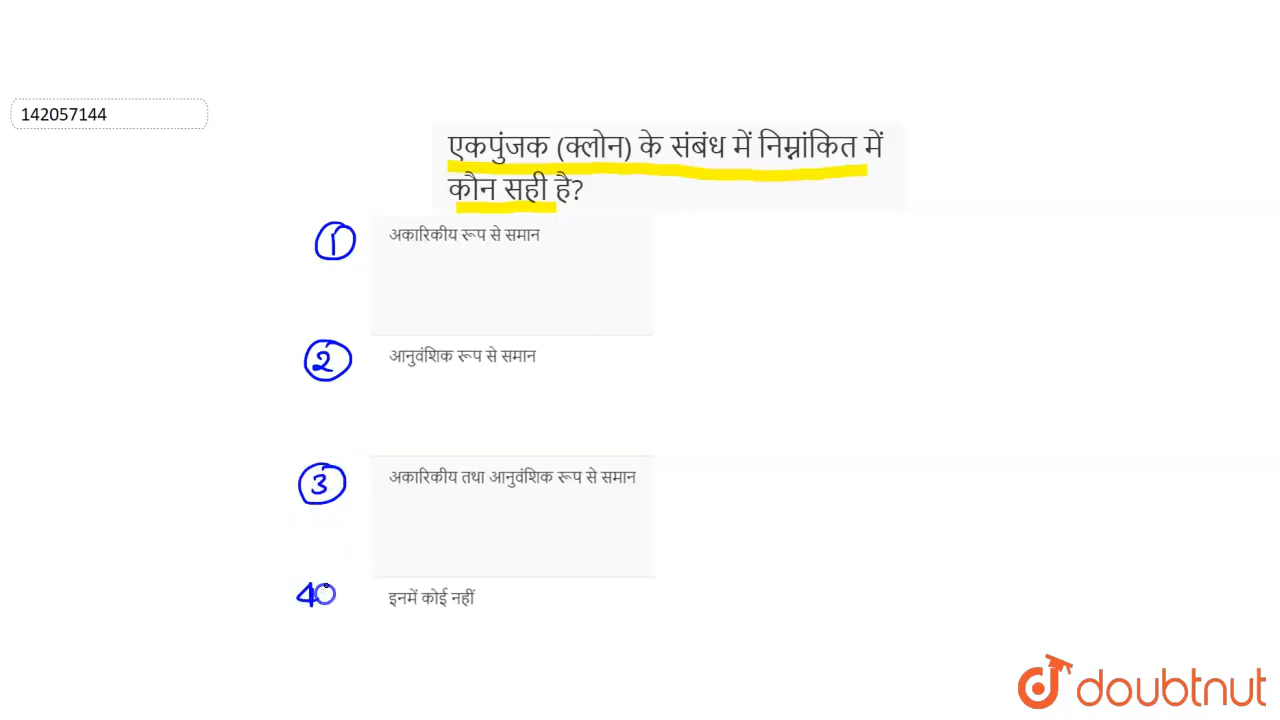 142057144
एकपुंजक (क्लोन) के संबंध में निम्नांकित में
कौन सही है?
1 अकारिकीय रूप से समान
2 आनुवंशिक रूप से समान
3 अकारिकीय तथा आनुवंशिक रूप से समान
4 इनमें कोई नहीं
doubtnut